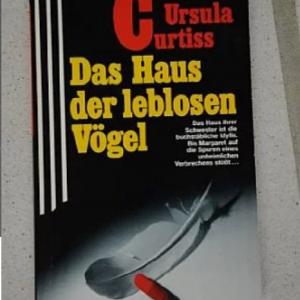 Ursula
Curtiss
Das Haus
der leblosen
Vögel
Das Haus ihrer
Schwester ist die
buchstäbliche Idylle.
Bis Margaret auf
die Spuren eines
unheimlichen
Verbrechens stößt...